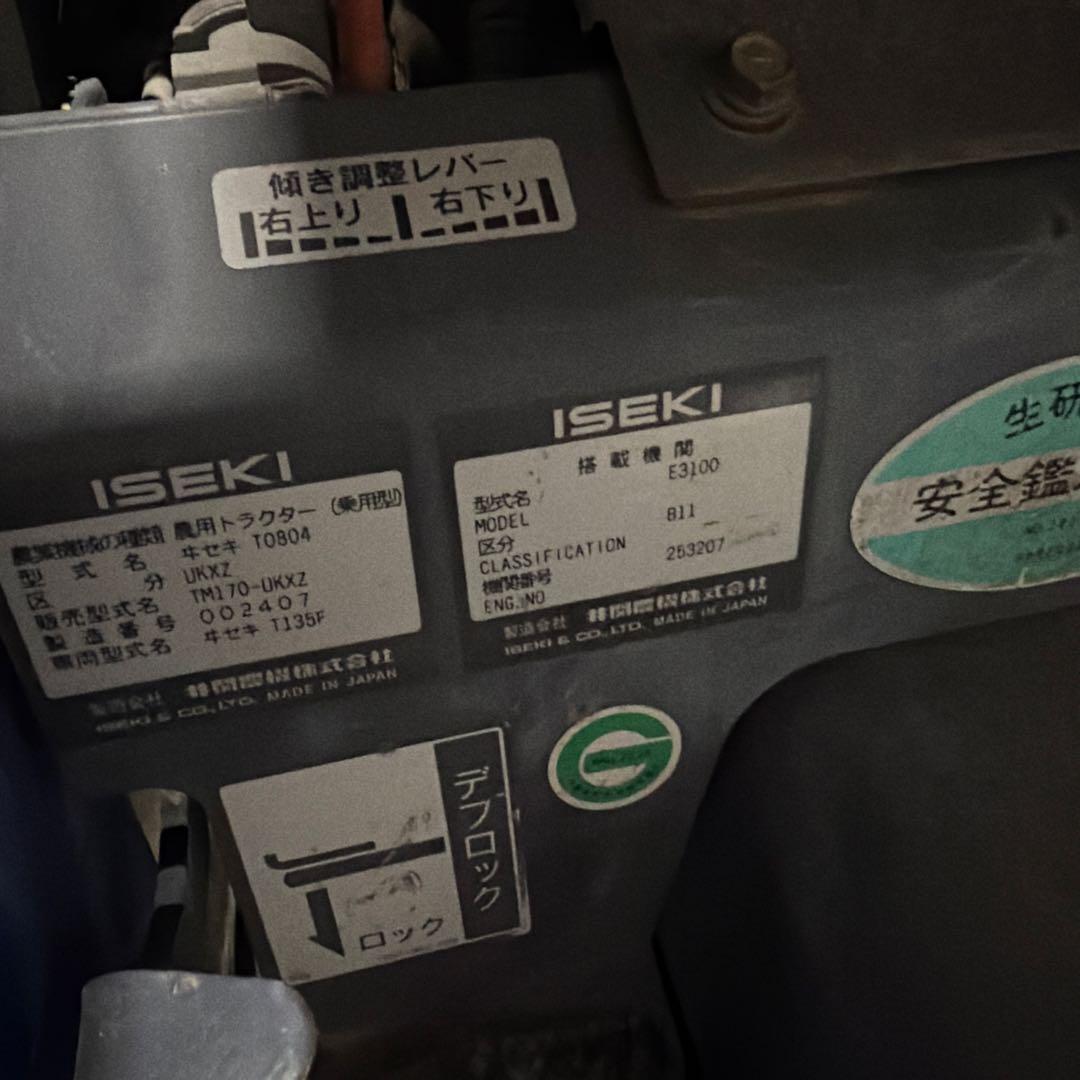 傾き調整レバー
右上り 右下り
ISEKI
農業機械の種類 農用トラクター (乗用型)
型式名 ヰセキ T0804
区分 UKXZ
販売型式名 TM170-UKXZ
製造番号 002407
車両型式名 ヰセキ T135F
製造会社 井関農機株式会社
ISEKI & CO., LTD. MADE IN JAPAN
ISEKI
搭載機関
型式名 E3100
MODEL
区分 811
CLASSIFICATION
機関番号 253207
ENG. NO
製造会社 井関農機株式会社
ISEKI & CO., LTD. MADE IN JAPAN
生研
安全鑑
デフロック
ロック